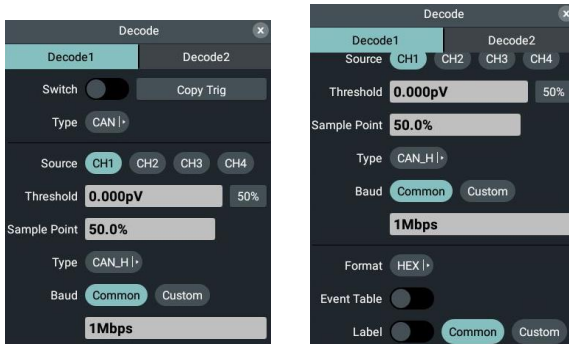 Decode x
Decode1 Decode2
Switch Copy Trig
Type CAN
Source CH1 CH2 CH3 CH4
Threshold 0.000pV 50%
Sample Point 50.0%
Type CAN_H
Baud Common Custom
1Mbps
Decode x
Decode1 Decode2
Source CH1 CH2 CH3 CH4
Threshold 0.000pV 50%
Sample Point 50.0%
Type CAN_H
Baud Common Custom
1Mbps
Format HEX
Event Table
Label Common Custom